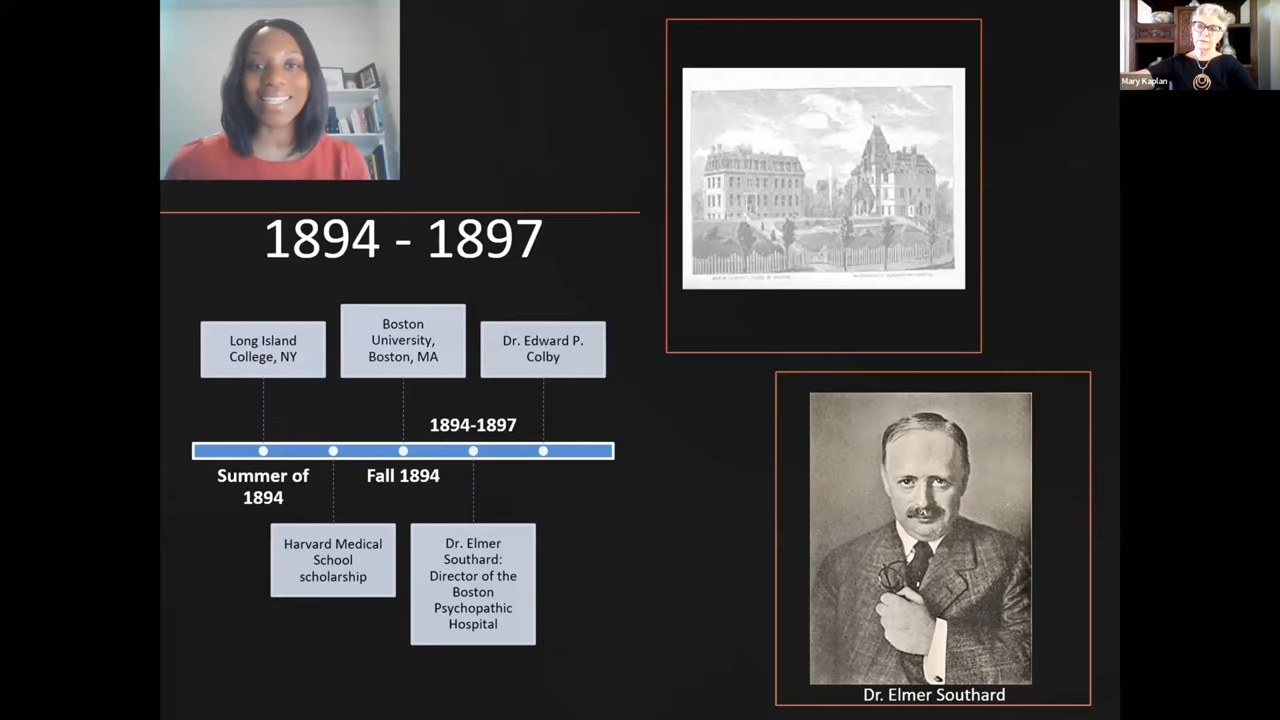 Mary Kaplan
1894 - 1897
Long Island
College, NY
Boston
University,
Boston, MA
Dr. Edward P.
Colby
1894-1897
Summer of
1894
Fall 1894
Harvard Medical
School
scholarship
Dr. Elmer
Southard:
Director of the
Boston
Psychopathic
Hospital
Dr. Elmer Southard